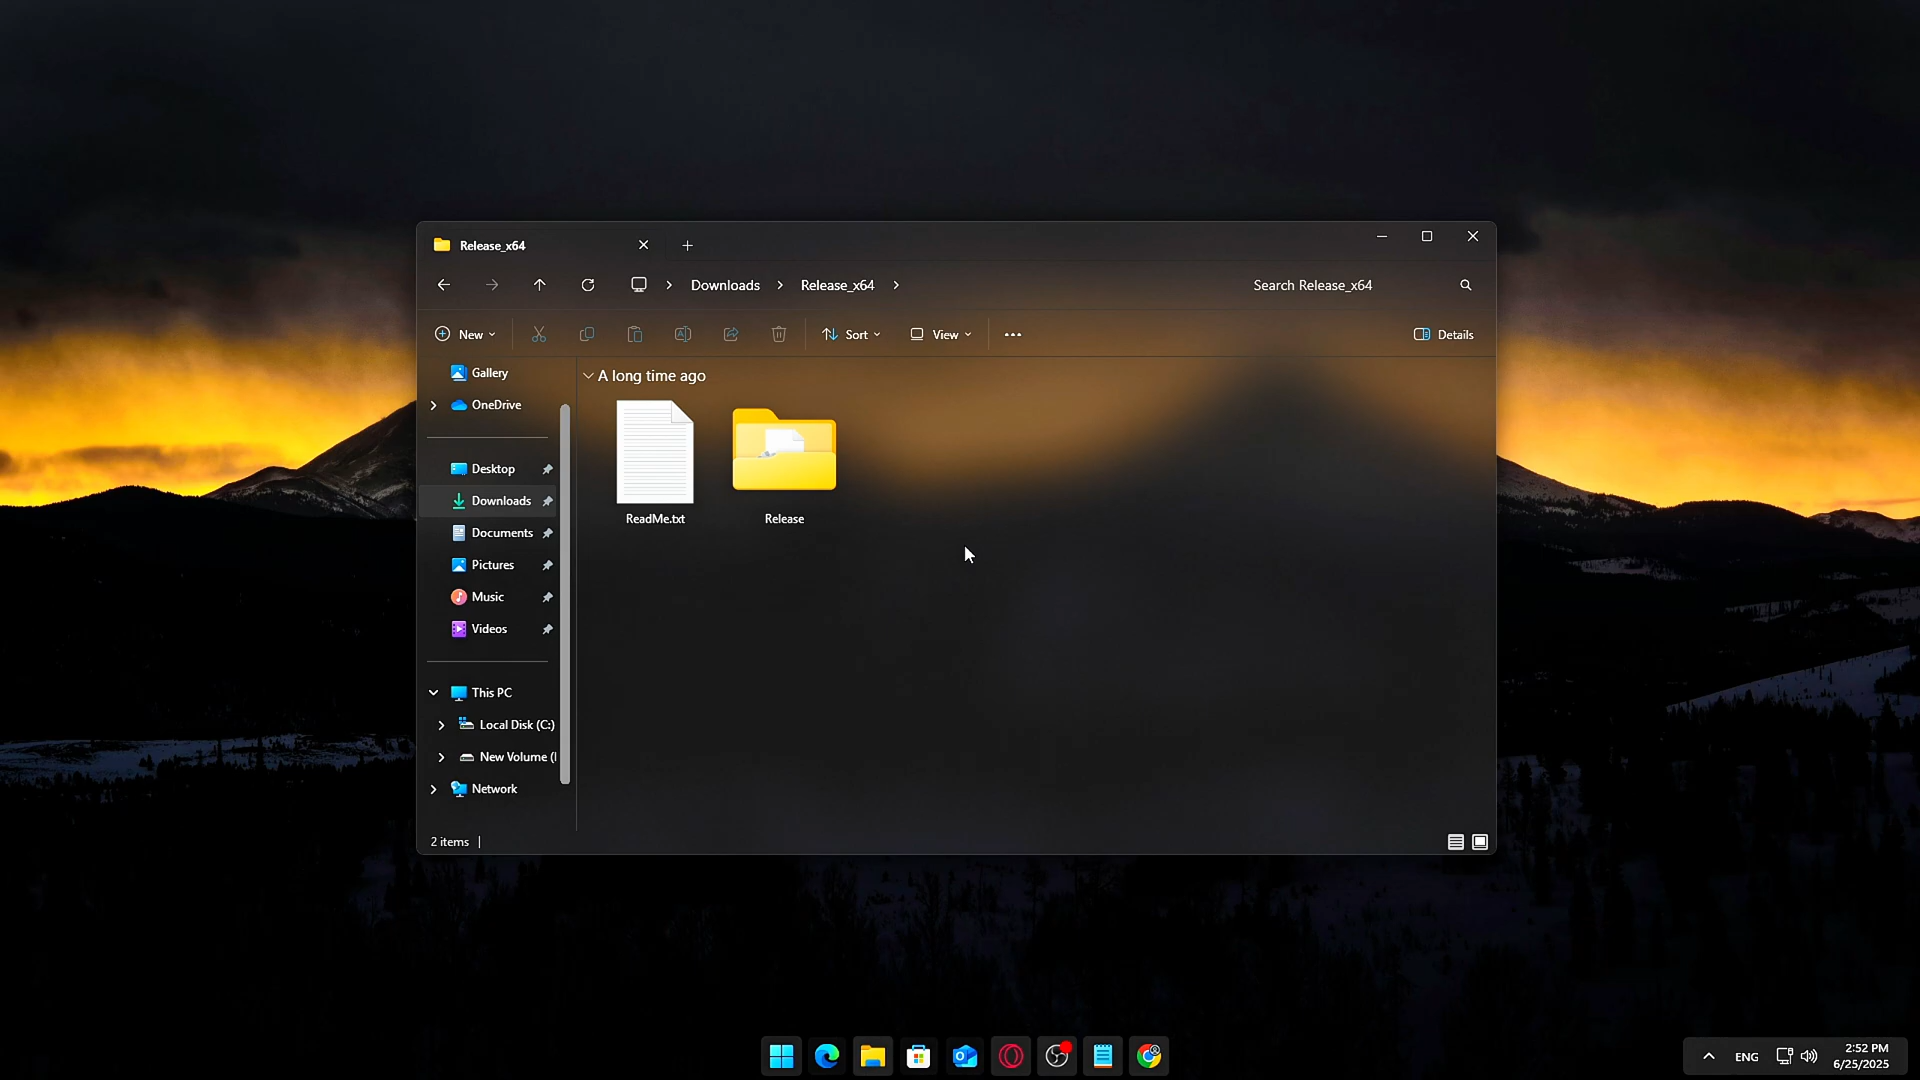 Release_x64
Downloads
Release_x64
Search Release_x64
New
Sort
View
Details
Gallery
OneDrive
Desktop
Downloads
Documents
Pictures
Music
Videos
This PC
Local Disk (C:)
New Volume (
Network
A long time ago
ReadMe.txt
Release
2 items
ENG
2:52 PM
6/25/2025